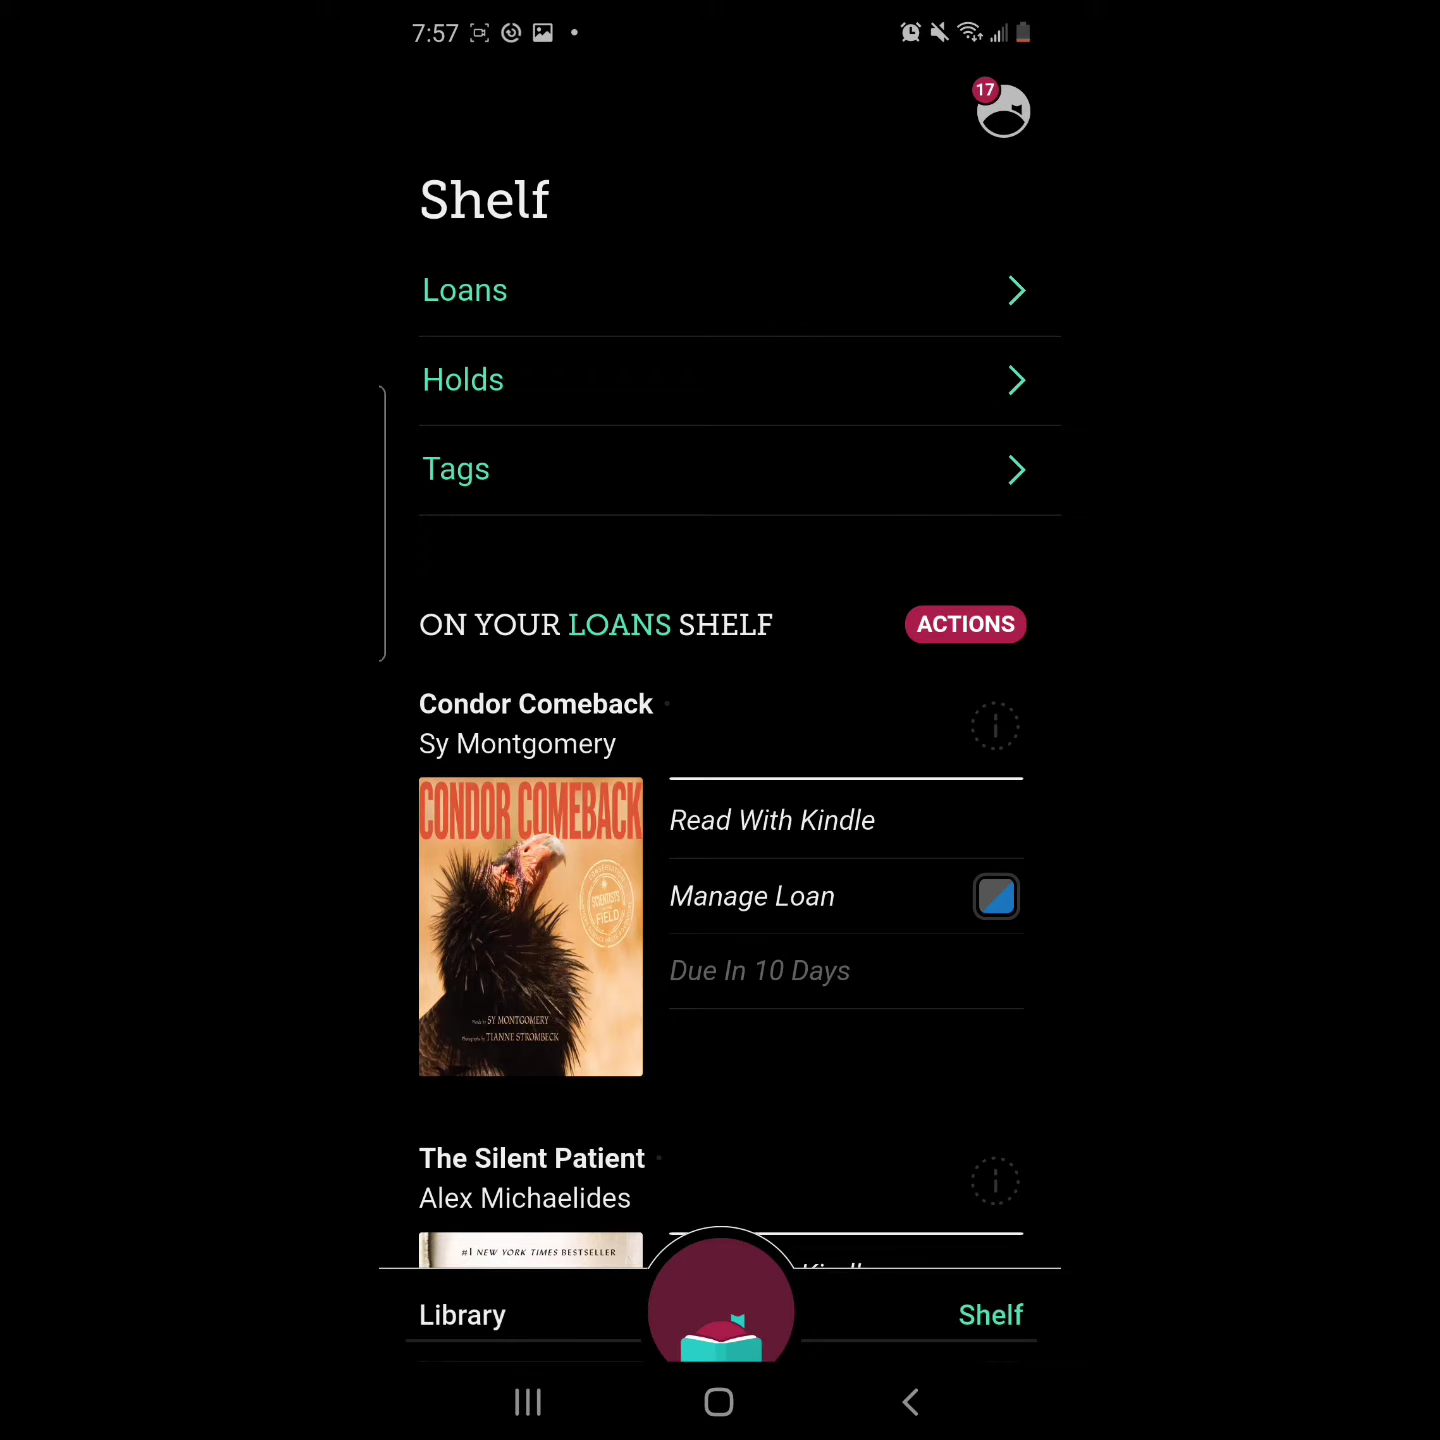 7:57
17
Shelf
Loans
Holds
Tags
ON YOUR LOANS SHELF
ACTIONS
Condor Comeback
Sy Montgomery
CONDOR COMEBACK
SCIENTISTS
FIELD
SY MONTGOMERY
TIANNE STROMBECK
Read With Kindle
Manage Loan
Due In 10 Days
The Silent Patient
Alex Michaelides
#1 NEW YORK TIMES BESTSELLER
Library
Shelf